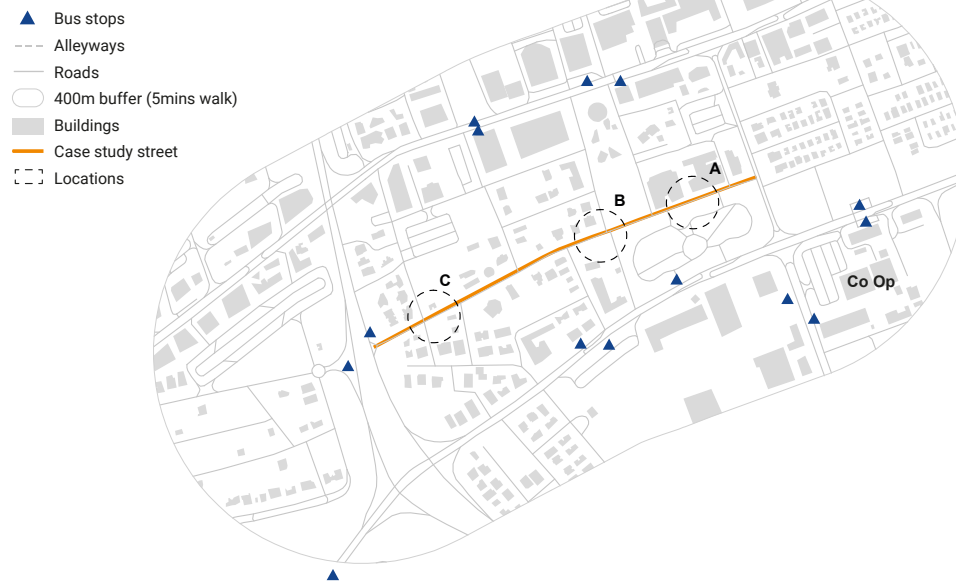 Bus stops
Alleyways
Roads
400m buffer (5mins walk)
Buildings
Case study street
Locations
A
B
C
Co Op